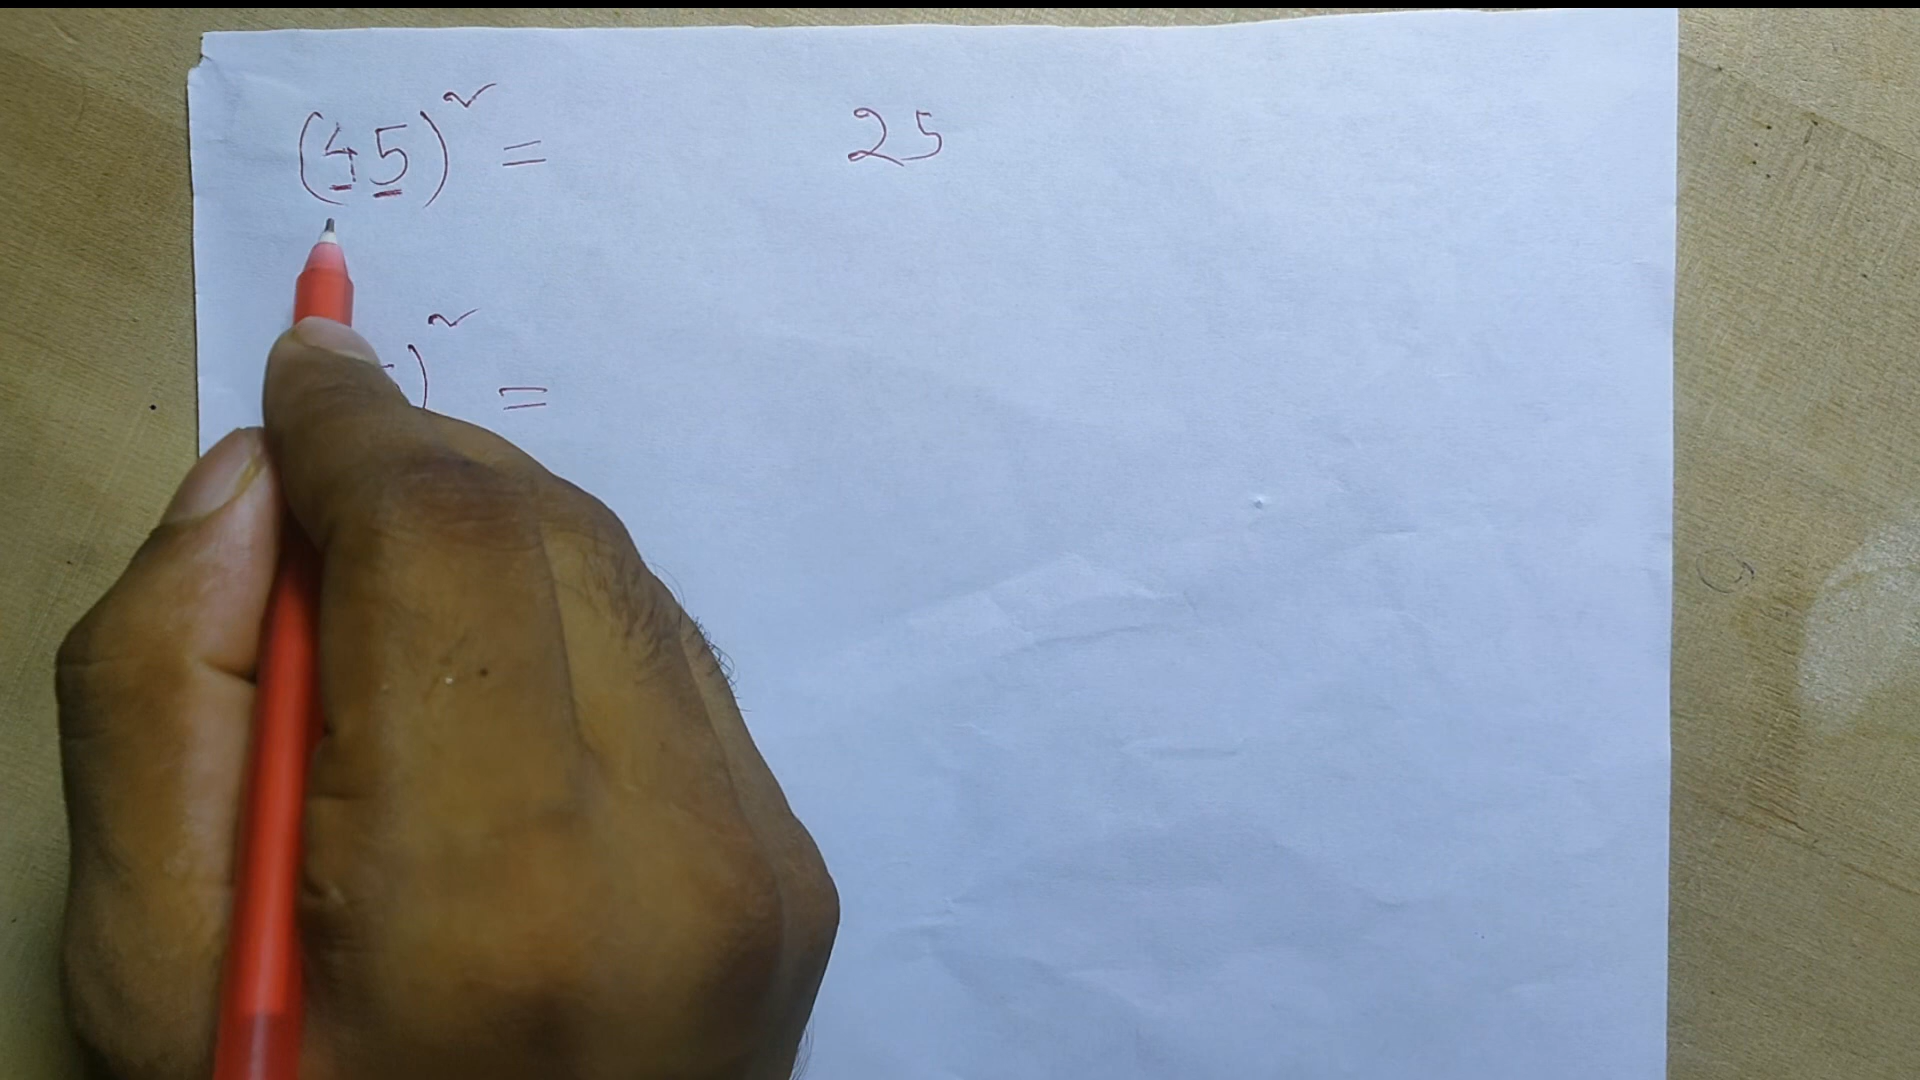 (45)² = 25
)² =